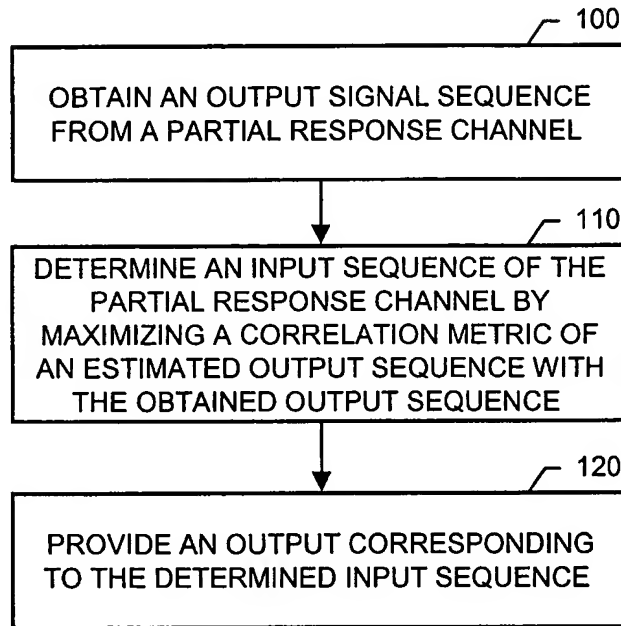 100
OBTAIN AN OUTPUT SIGNAL SEQUENCE
FROM A PARTIAL RESPONSE CHANNEL
110
DETERMINE AN INPUT SEQUENCE OF THE
PARTIAL RESPONSE CHANNEL BY
MAXIMIZING A CORRELATION METRIC OF
AN ESTIMATED OUTPUT SEQUENCE WITH
THE OBTAINED OUTPUT SEQUENCE
120
PROVIDE AN OUTPUT CORRESPONDING
TO THE DETERMINED INPUT SEQUENCE